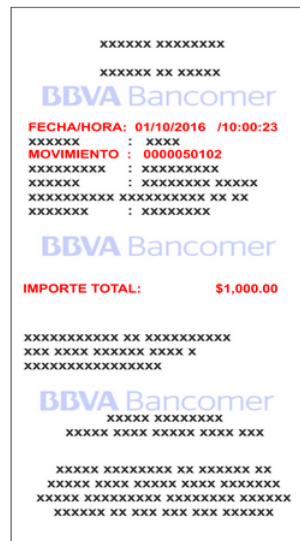 xxxxxx xxxxxxxx
xxxxxx xx xxxxx
BBVA Bancomer
FECHA/HORA: 01/10/2016 /10:00:23
xxxxxx : xxxx
MOVIMIENTO : 0000050102
xxxxxxxxx : xxxxxxxxx
xxxxxx : xxxxxxxx xxxxx
xxxxxxxxxx xxxxxxxxxx xx xx
xxxxxxx : xxxxxxxx
BBVA Bancomer
IMPORTE TOTAL: $1,000.00
xxxxxxxxxxx xx xxxxxxxxxx
xxx xxxx xxxxxx xxxx x
xxxxxxxxxxxxxxxx
BBVA Bancomer
xxxxx xxxxxxxx
xxxxx xxxx xxxxx xxxx xxx
xxxxx xxxxxxxx xx xxxxxx xx
xxxxx xxxx xxxxx xxxx xxxxxxx
xxxxx xxxxxxxxx xxxxxxxx xxxxxx
xxxxxx xx xxx xxx xxx xxxxxx